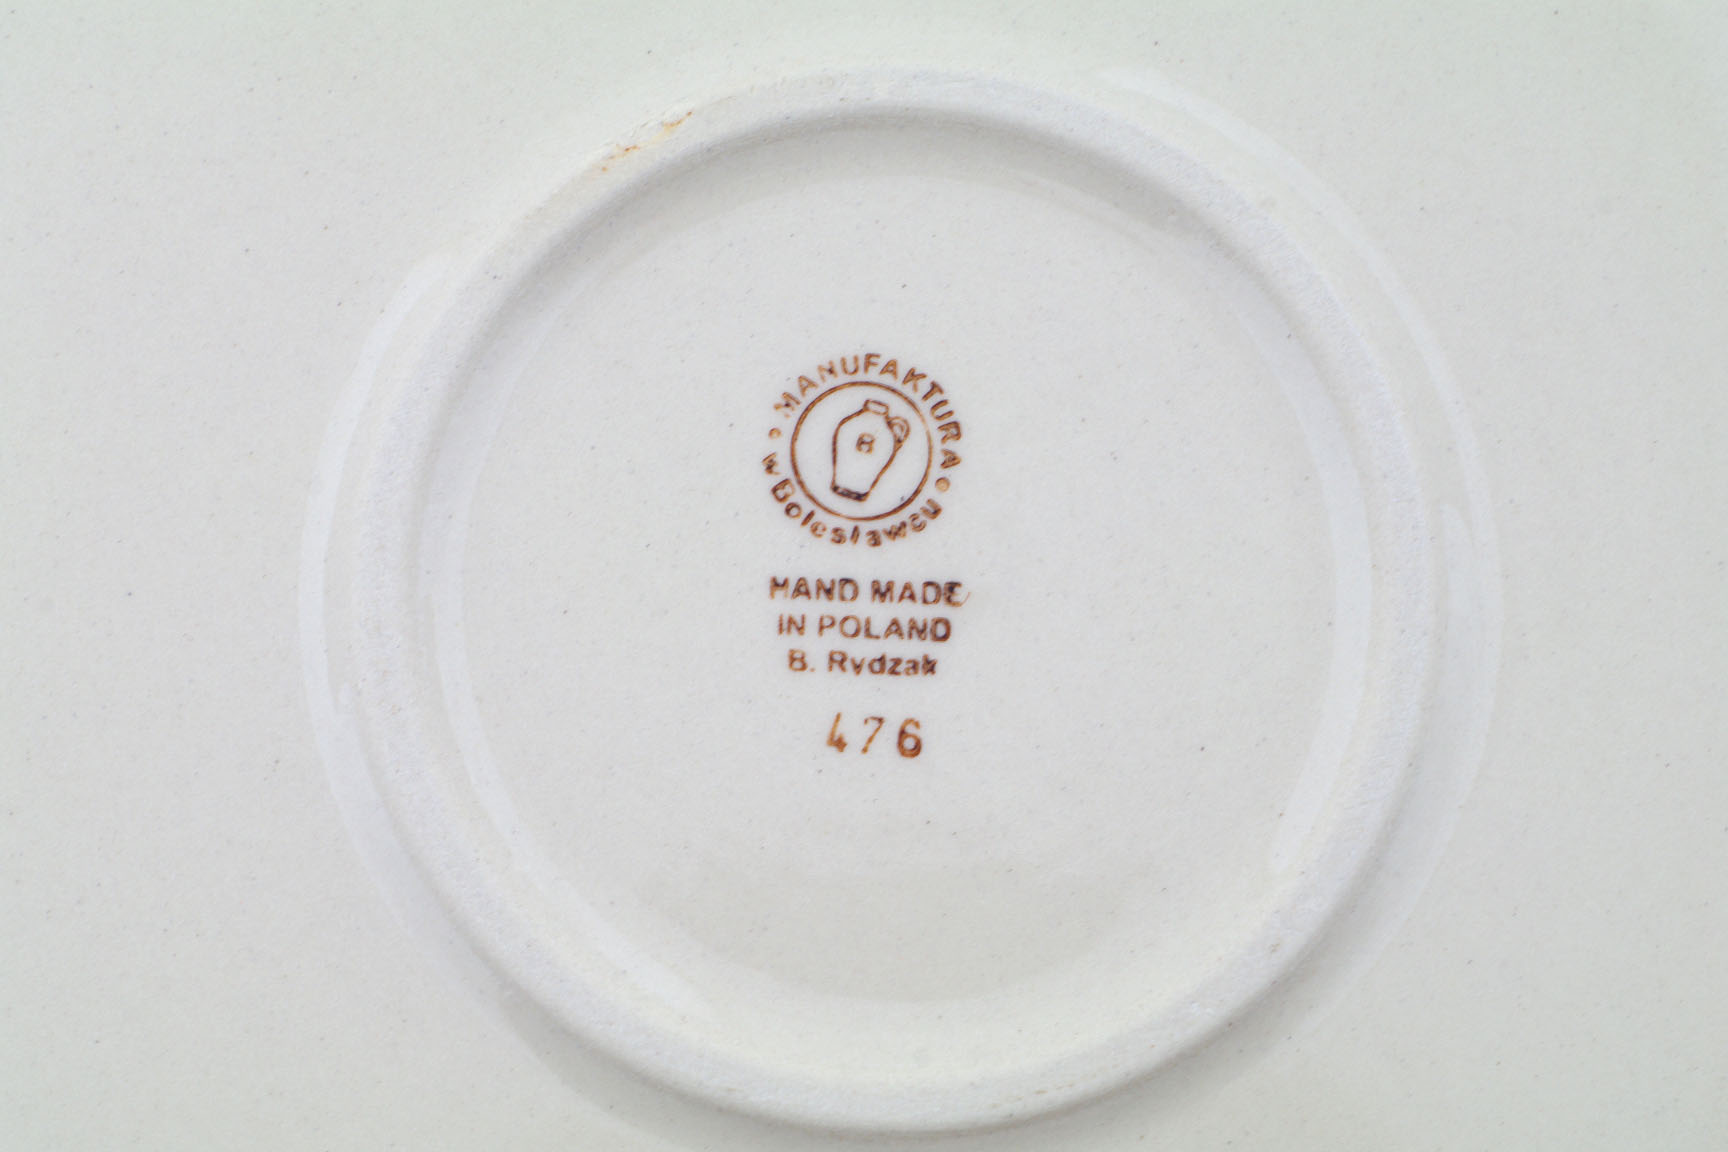 MANUFAKTURA
w Bolesławcu
B
HAND MADE
IN POLAND
B. Rydzak
476